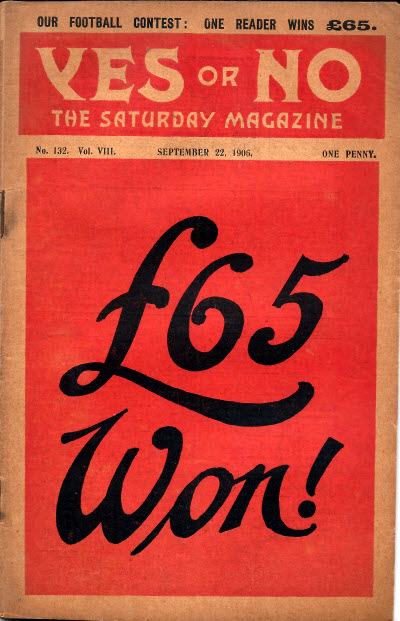 OUR FOOTBALL CONTEST: ONE READER WINS £65.
YES OR NO
THE SATURDAY MAGAZINE
No. 132. Vol. VIII. SEPTEMBER 22, 1906. ONE PENNY.
£65
Won!